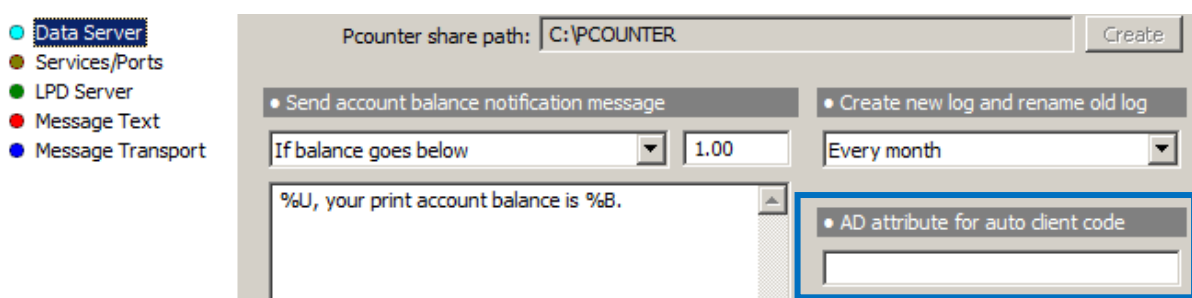 Data Server
Services/Ports
LPD Server
Message Text
Message Transport
Pcounter share path: C:\PCOUNTER Create
• Send account balance notification message
If balance goes below 1.00
%U, your print account balance is %B.
• Create new log and rename old log
Every month
• AD attribute for auto client code